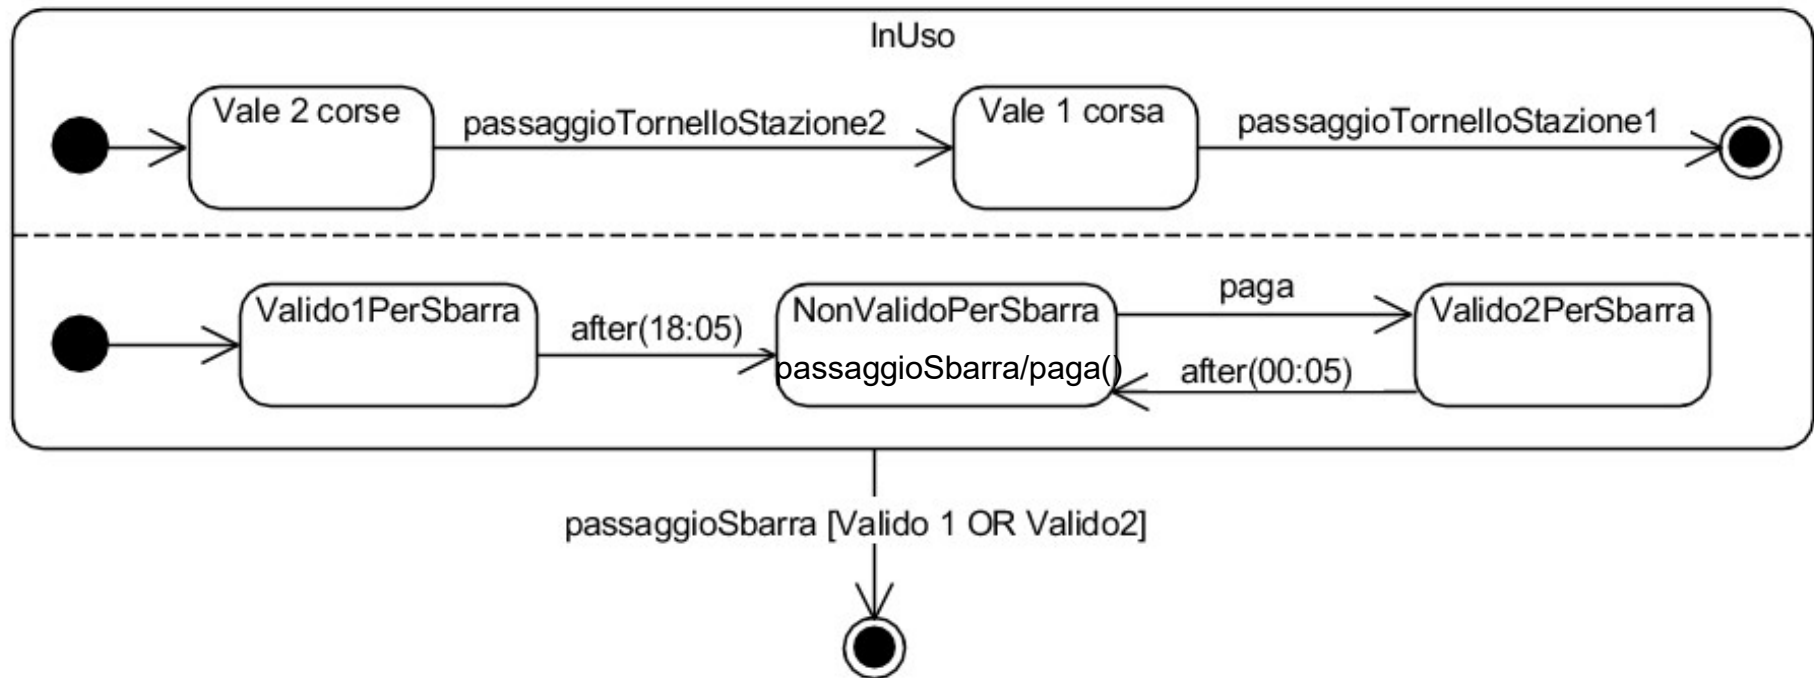 InUso
Vale 2 corse
passaggioTornelloStazione2
Vale 1 corsa
passaggioTornelloStazione1
Valido1PerSbarra
after(18:05)
NonValidoPerSbarra
passaggioSbarra/paga()
paga
after(00:05)
Valido2PerSbarra
passaggioSbarra [Valido 1 OR Valido2]